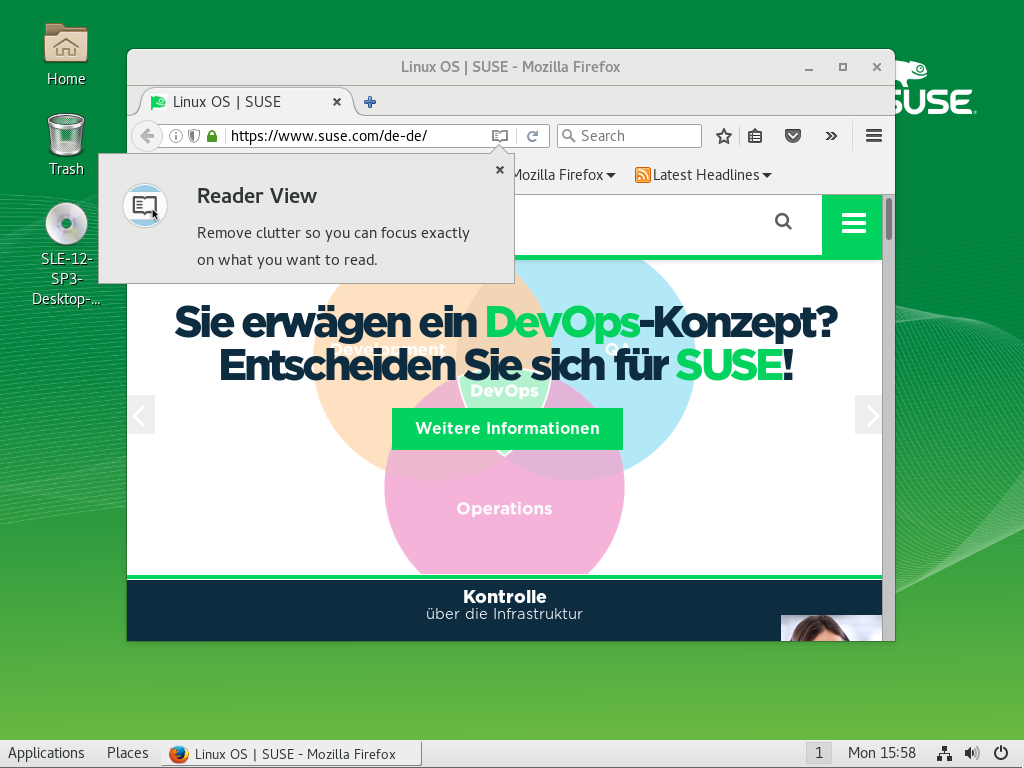 Home
Trash
SLE-12-
SP3-
Desktop-...
SUSE
Linux OS | SUSE - Mozilla Firefox
Linux OS | SUSE
https://www.suse.com/de-de/
Search
Mozilla Firefox
Latest Headlines
Reader View
Remove clutter so you can focus exactly
on what you want to read.
Sie erwägen ein DevOps-Konzept?
Development
Entscheiden Sie sich für SUSE!
DevOps
Weitere Informationen
Operations
Kontrolle
über die Infrastruktur
Applications
Places
Linux OS | SUSE - Mozilla Firefox
1
Mon 15:58